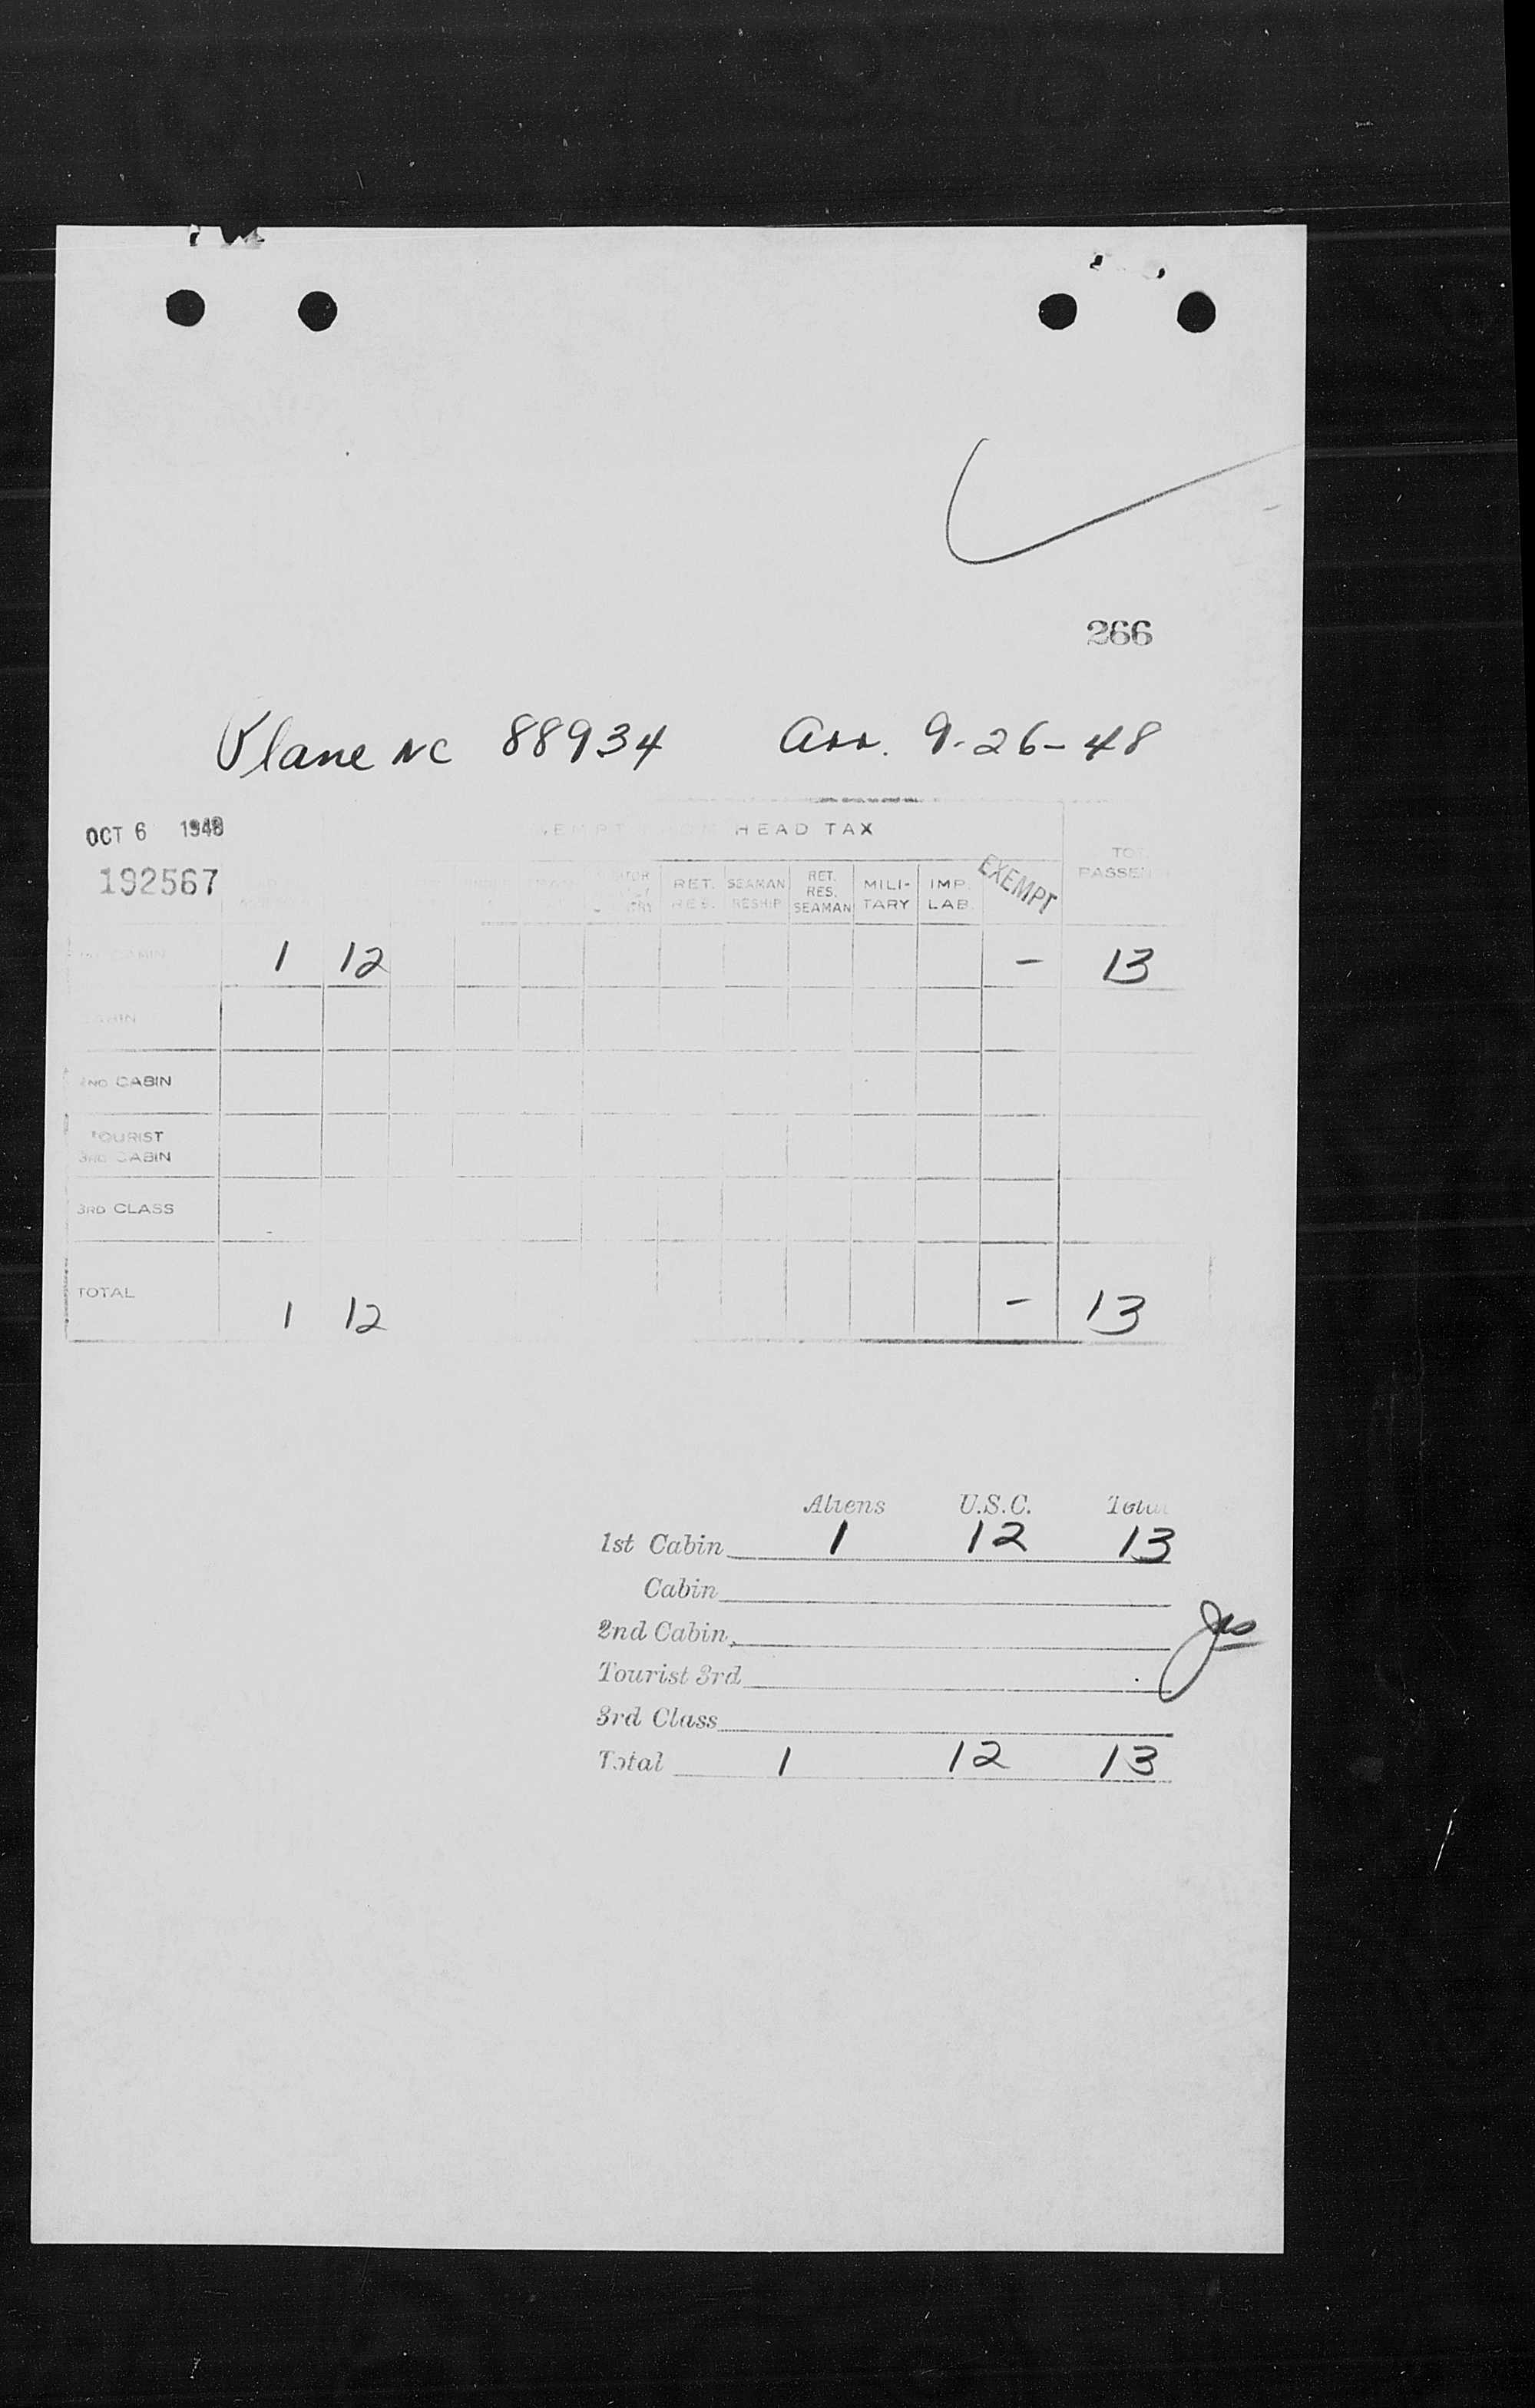 266
Plane NC 88934 Arr. 9-26-48
OCT 6 1948
HEAD TAX
192567
RET. RES. SEAMAN RESHIP RET. RES. SEAMAN MILI- TARY IMP. LAB. EXEMPT PASSEN
1 12 - 13
CABIN
2ND CABIN
TOURIST
3RD CABIN
3RD CLASS
TOTAL 1 12 - 13
Aliens U.S.C. Total
1st Cabin 1 12 13
Cabin
2nd Cabin
Tourist 3rd
3rd Class
Total 1 12 13